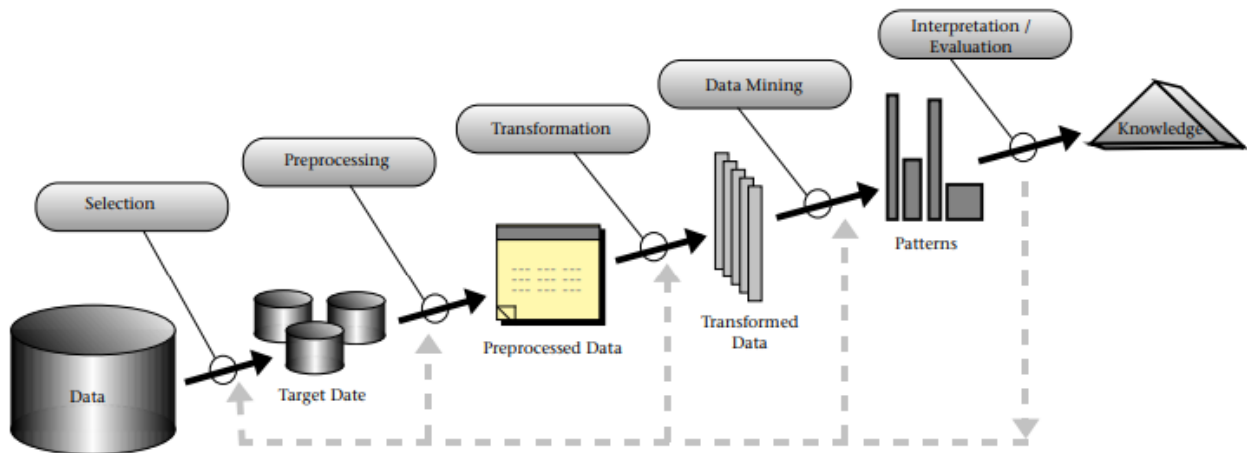 Interpretation /
Evaluation
Data Mining
Transformation
Preprocessing
Selection
Knowledge
Patterns
Transformed
Data
Preprocessed Data
Target Date
Data